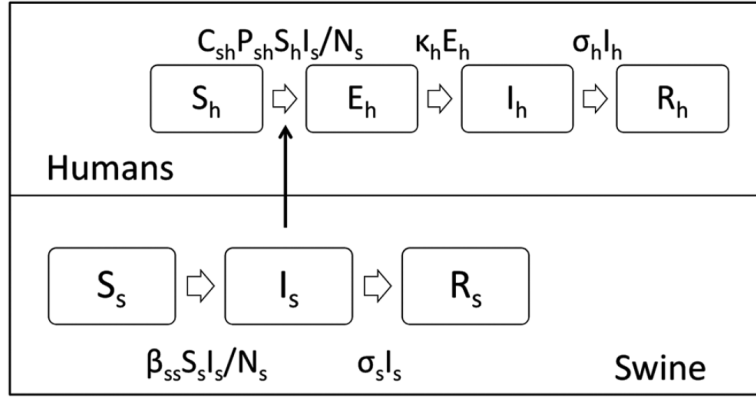 CshPshShIs/Ns κhEh σhIh
Sh Eh Ih Rh
Humans
Ss Is Rs
βssSsIs/Ns σsIs
Swine